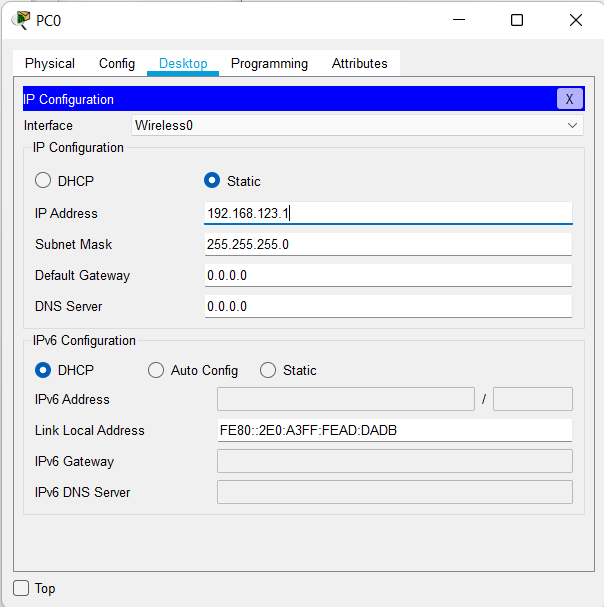 PC0
Physical Config Desktop Programming Attributes
IP Configuration X
Interface Wireless0
IP Configuration
DHCP Static
IP Address 192.168.123.1
Subnet Mask 255.255.255.0
Default Gateway 0.0.0.0
DNS Server 0.0.0.0
IPv6 Configuration
DHCP Auto Config Static
IPv6 Address /
Link Local Address FE80::2E0:A3FF:FEAD:DADB
IPv6 Gateway
IPv6 DNS Server
Top